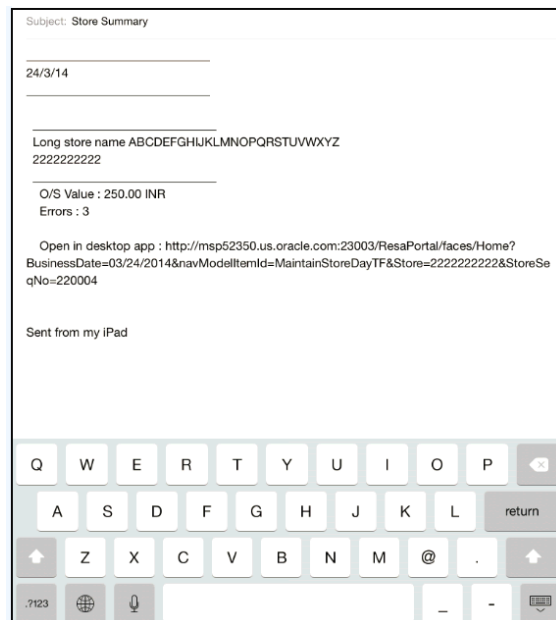 Subject: Store Summary
24/3/14
Long store name ABCDEFGHIJKLMNOPQRSTUVWXYZ
2222222222
O/S Value : 250.00 INR
Errors : 3
Open in desktop app : http://msp52350.us.oracle.com:23003/ResaPortal/faces/Home?
BusinessDate=03/24/2014&navModelItemId=MaintainStoreDayTF&Store=2222222222&StoreSe
qNo=220004
Sent from my iPad
Q W E R T Y U I O P
A S D F G H J K L return
Z X C V B N M @ .
.?123 _ -